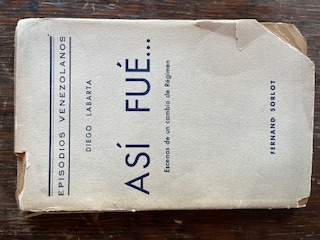 EPISODIOS VENEZOLANOS
DIEGO LABARTA
ASÍ FUÉ...
Escenas de un cambio de Régimen
FERNAND SORLOT